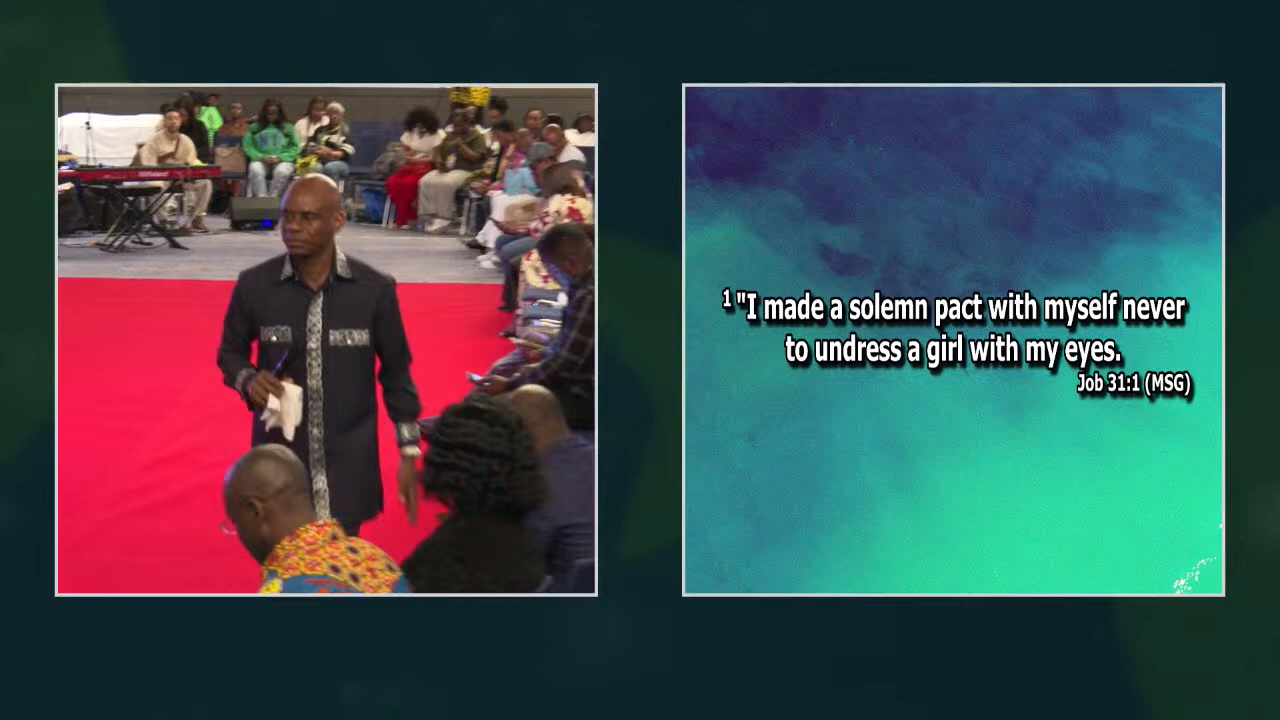 1 "I made a solemn pact with myself never
to undress a girl with my eyes.
Job 31:1 (MSG)